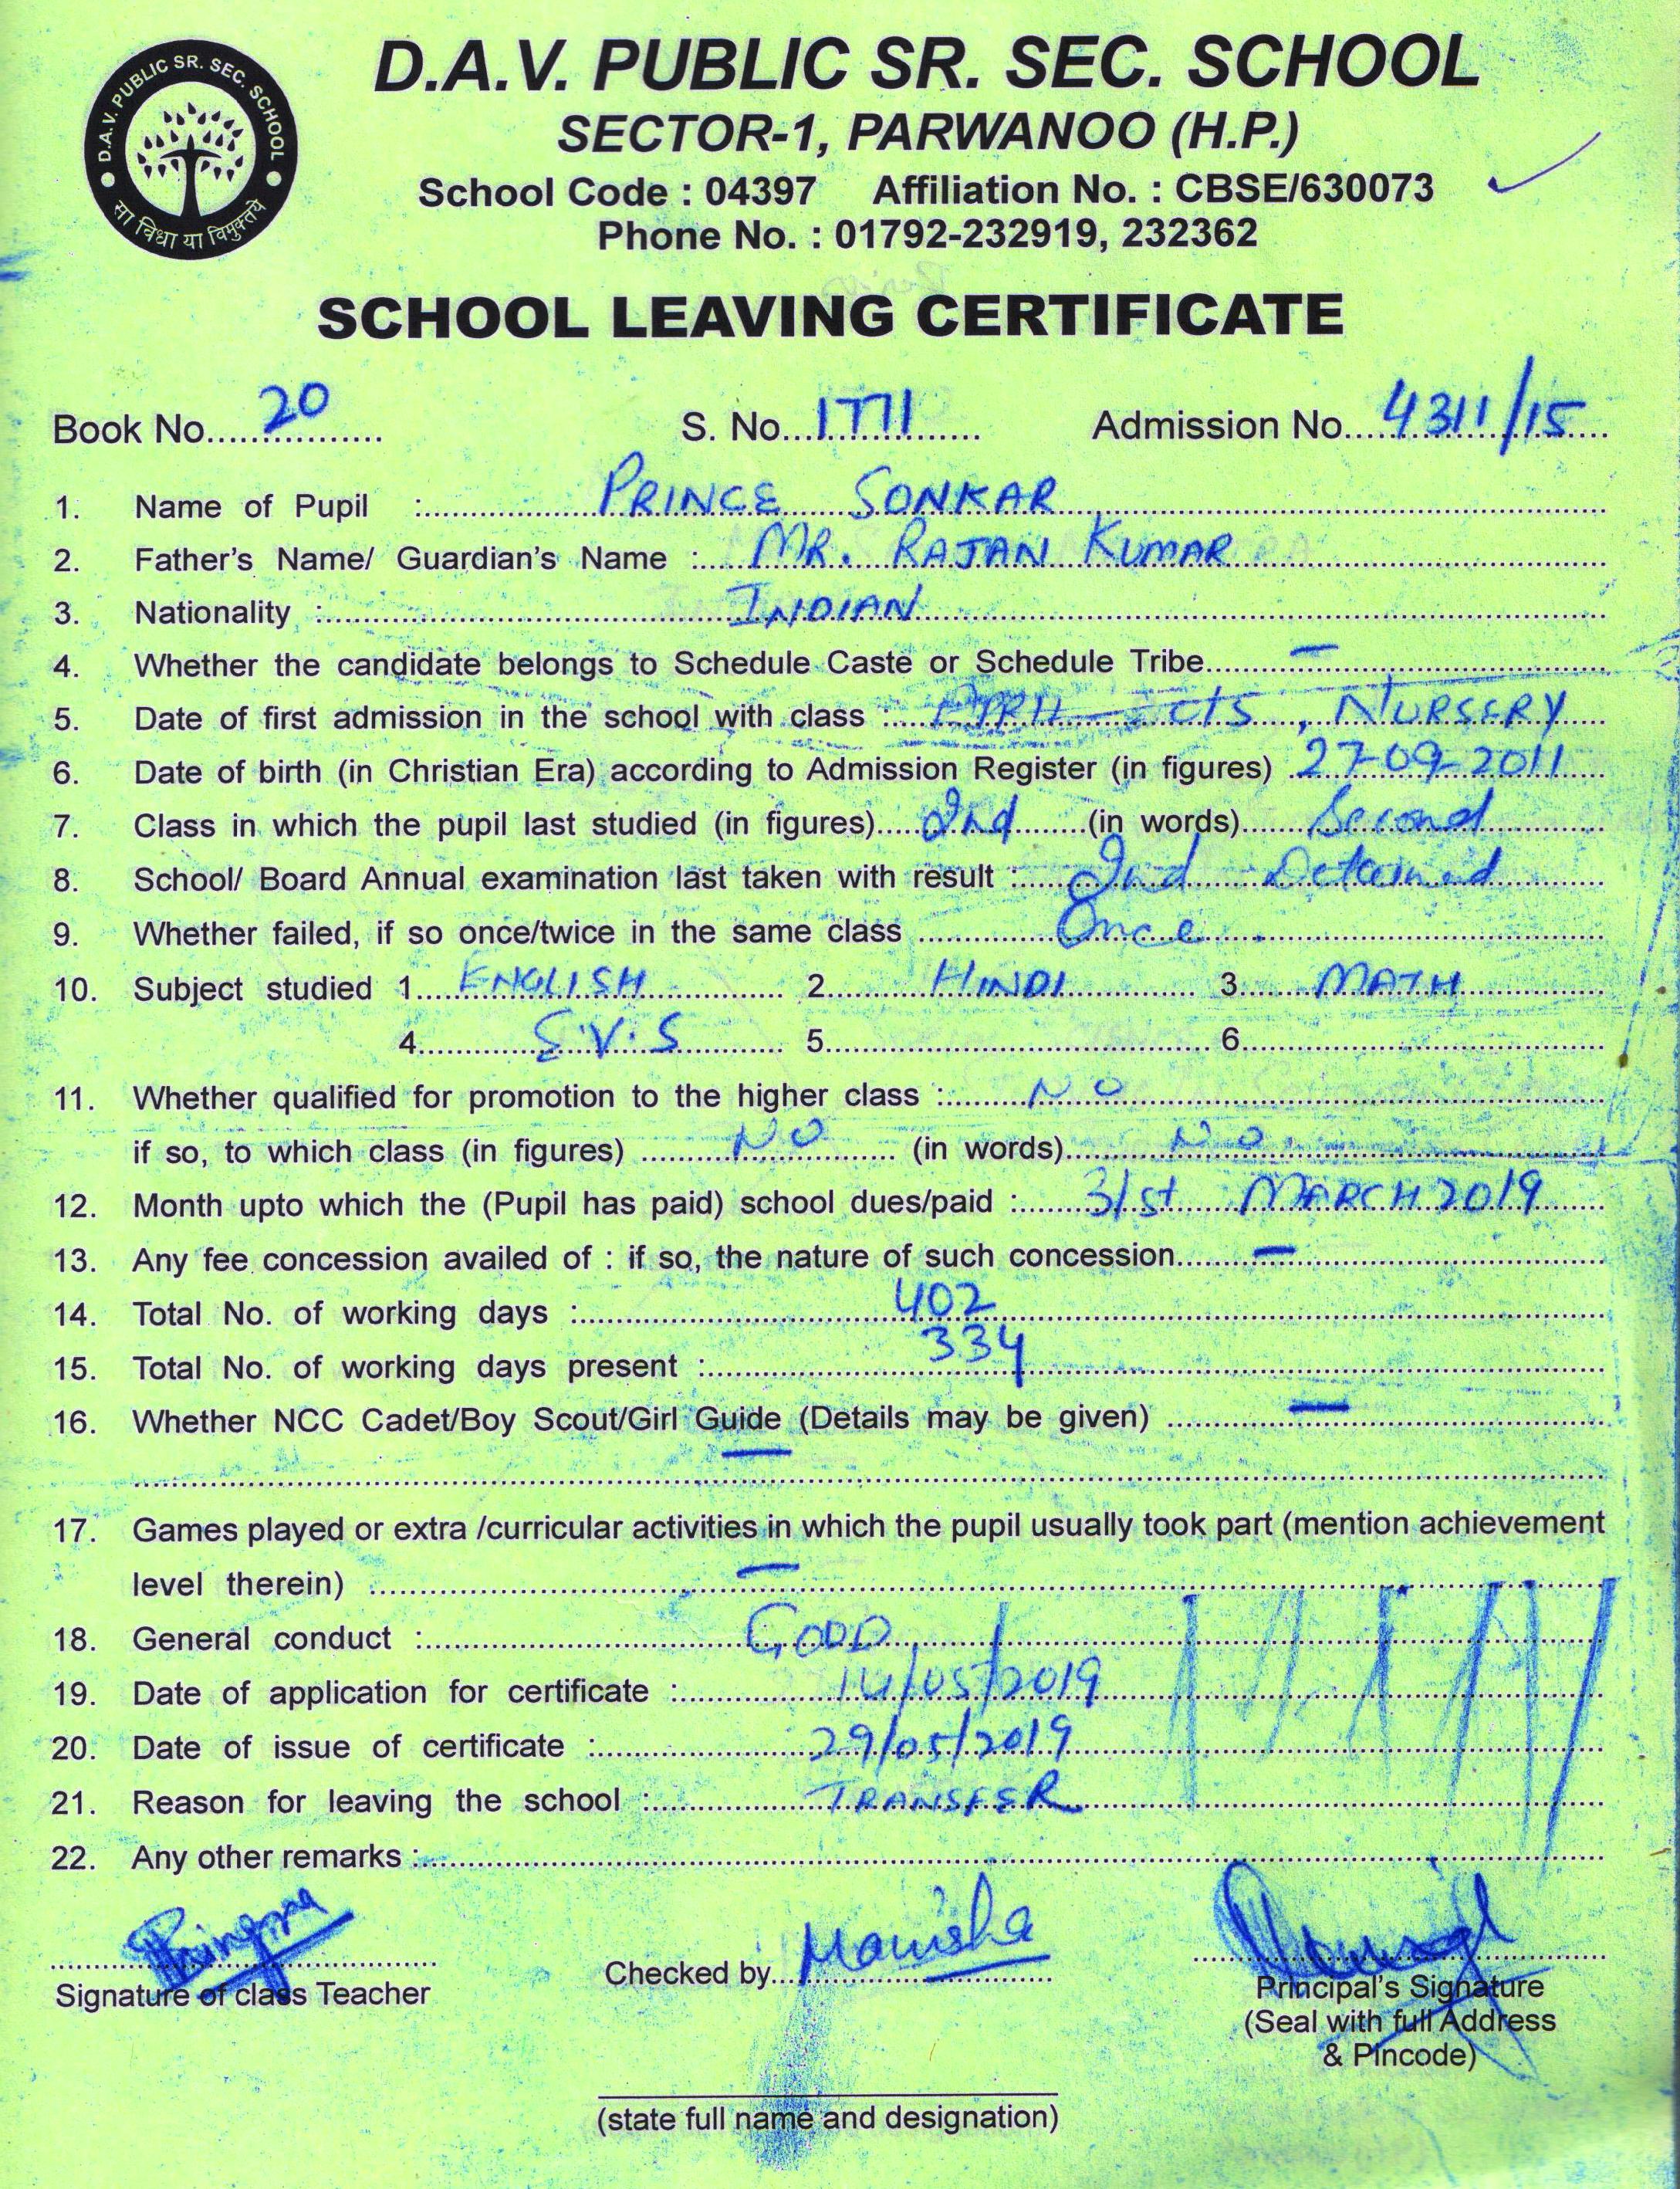 D.A.V. PUBLIC SR. SEC. SCHOOL
D.A.V. PUBLIC SR. SEC. SCHOOL
सा विधा या विमुक्तये
SECTOR-1, PARWANOO (H.P.)
School Code : 04397 Affiliation No. : CBSE/630073
Phone No. : 01792-232919, 232362
SCHOOL LEAVING CERTIFICATE
Book No. 20 S. No. 1771 Admission No. 4311/15
1. Name of Pupil : PRINCE SONKAR
2. Father's Name/ Guardian's Name : MR. RAJAN KUMAR
3. Nationality : INDIAN
4. Whether the candidate belongs to Schedule Caste or Schedule Tribe —
5. Date of first admission in the school with class : , NURSERY
6. Date of birth (in Christian Era) according to Admission Register (in figures) 27-09-2011
7. Class in which the pupil last studied (in figures) 2nd (in words) Second
8. School/ Board Annual examination last taken with result : 2nd Detained
9. Whether failed, if so once/twice in the same class Once
10. Subject studied 1. ENGLISH 2. HINDI 3. MATH
4. E.V.S 5. 6.
11. Whether qualified for promotion to the higher class : NO
if so, to which class (in figures) NO (in words) NO
12. Month upto which the (Pupil has paid) school dues/paid : 31st MARCH 2019
13. Any fee concession availed of : if so, the nature of such concession —
14. Total No. of working days : 402
15. Total No. of working days present : 334
16. Whether NCC Cadet/Boy Scout/Girl Guide (Details may be given) —
—
17. Games played or extra /curricular activities in which the pupil usually took part (mention achievement
level therein) —
18. General conduct : GOOD
19. Date of application for certificate : 14/05/2019
20. Date of issue of certificate : 29/05/2019
21. Reason for leaving the school : TRANSFER
22. Any other remarks :
Signature of class Teacher
Checked by Manisha
Principal's Signature
(Seal with full Address
& Pincode)
(state full name and designation)